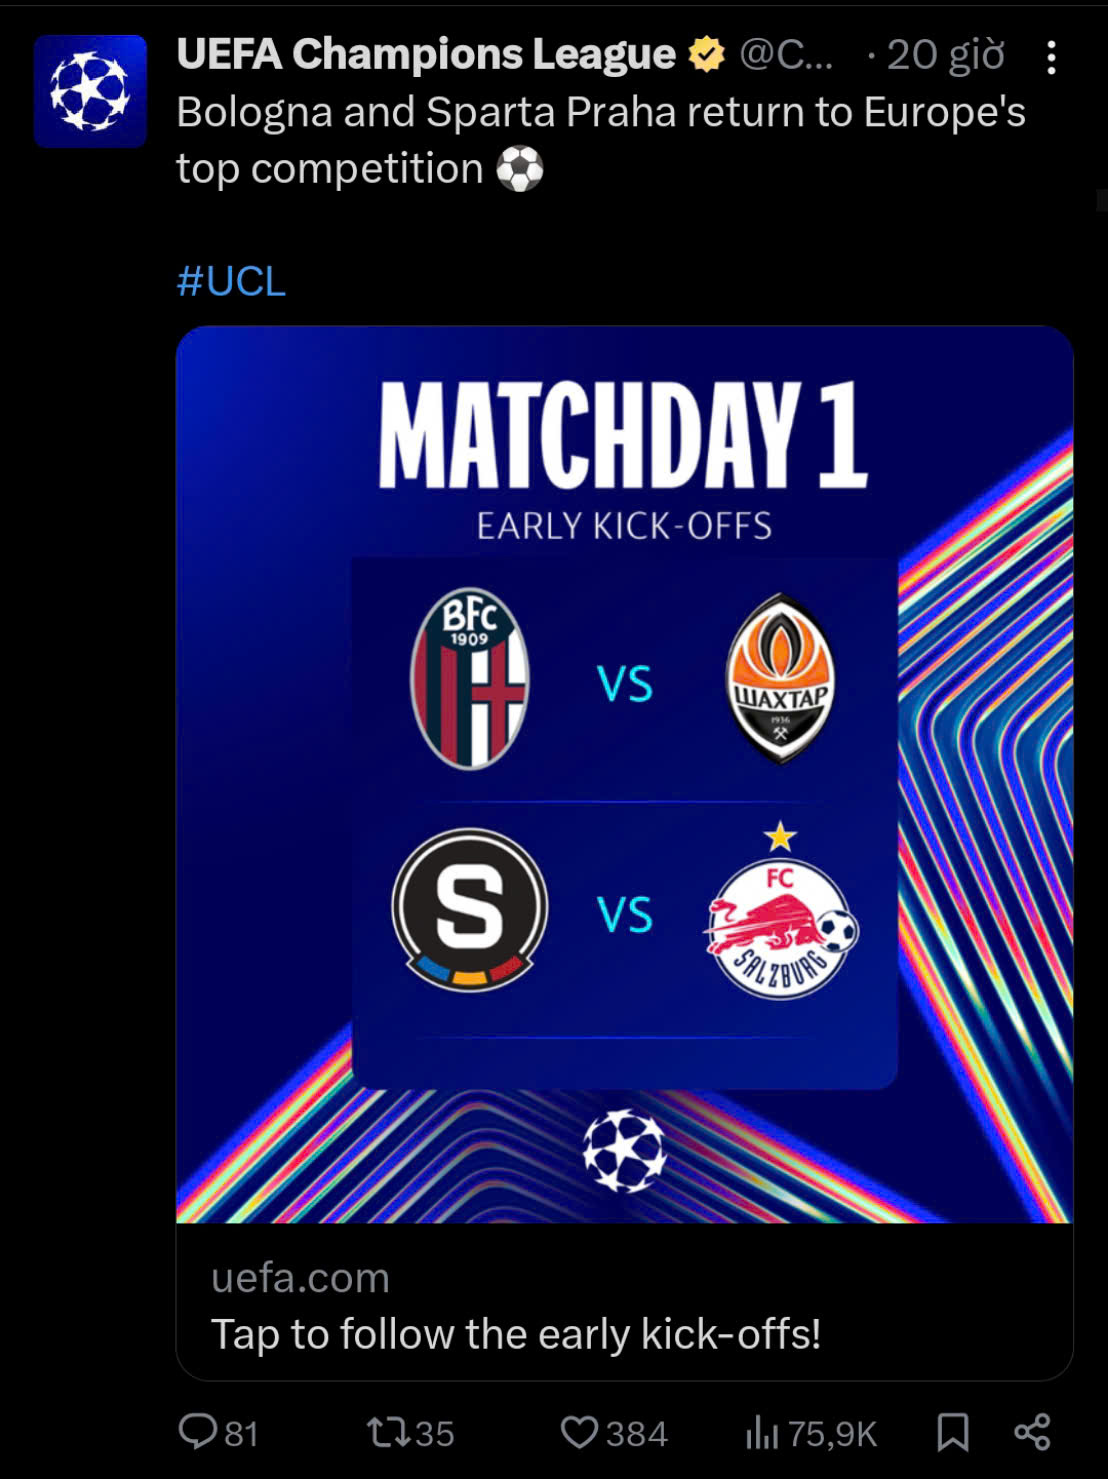 UEFA Champions League @C... · 20 giờ
Bologna and Sparta Praha return to Europe's
top competition ⚽
#UCL
MATCHDAY 1
EARLY KICK-OFFS
BFC
1909
VS
ШАХТАР
1936
S
VS
FC
SALZBURG
uefa.com
Tap to follow the early kick-offs!
81 35 384 75,9K